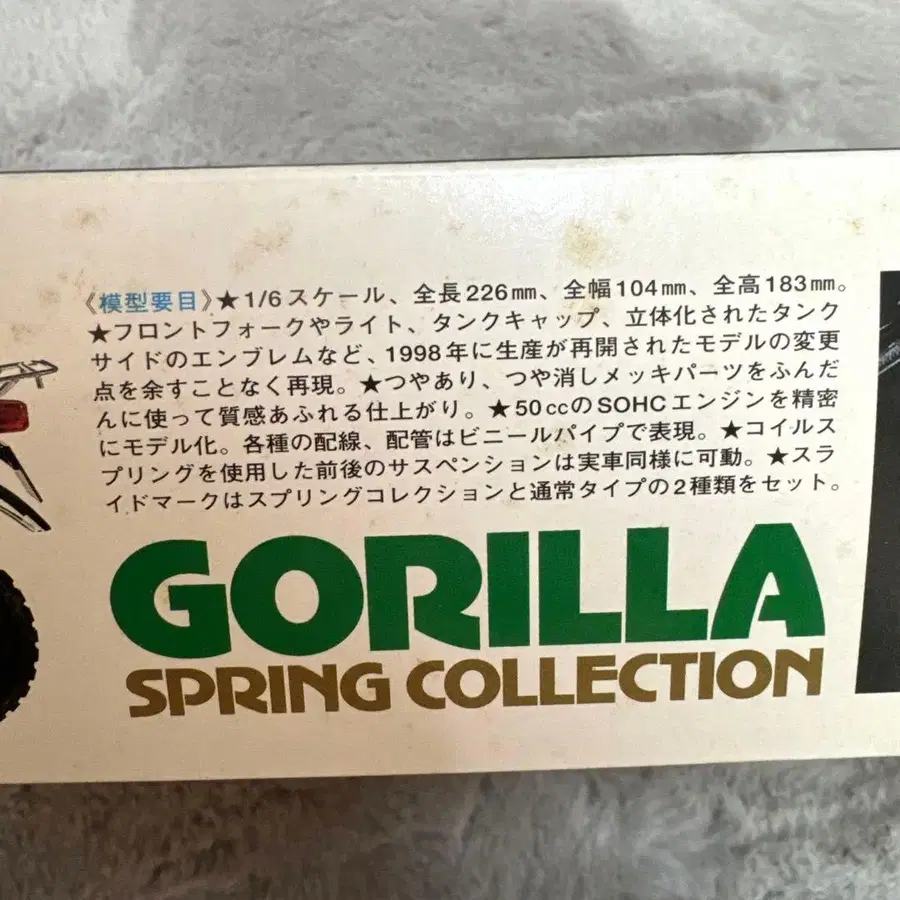 《模型要目》★1/6スケール、全長226㎜、全幅104㎜、全高183㎜。
★フロントフォークやライト、タンクキャップ、立体化されたタンク
サイドのエンブレムなど、1998年に生産が再開されたモデルの変更
点を余すことなく再現。★つやあり、つや消しメッキパーツをふんだ
んに使って質感あふれる仕上がり。★50ccのSOHCエンジンを精密
にモデル化。各種の配線、配管はビニールパイプで表現。★コイルス
プリングを使用した前後のサスペンションは実車同様に可動。★スラ
イドマークはスプリングコレクションと通常タイプの2種類をセット。
GORILLA
SPRING COLLECTION